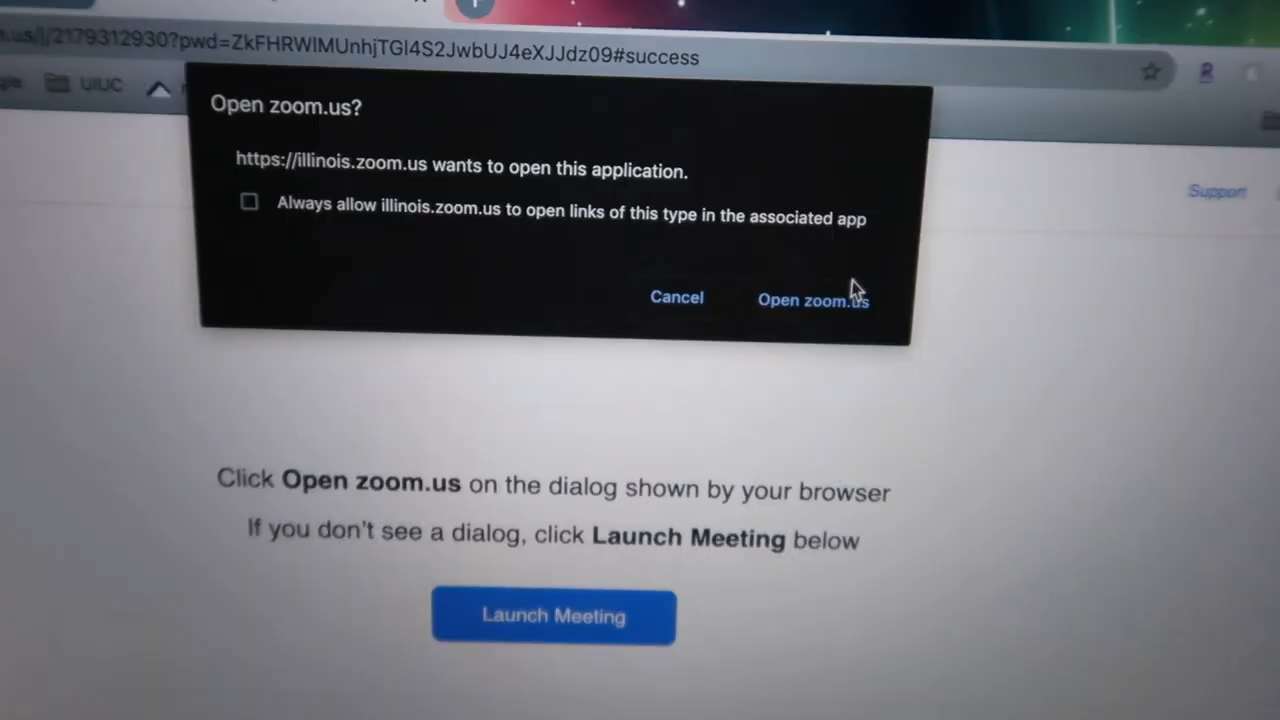 /2179312930?pwd=ZkFHRWlMUnhjTGl4S2JwbUJ4eXJJdz09#success
UIUC
Open zoom.us?
https://illinois.zoom.us wants to open this application.
Always allow illinois.zoom.us to open links of this type in the associated app
Support
Cancel
Open zoom.us
Click Open zoom.us on the dialog shown by your browser
If you don't see a dialog, click Launch Meeting below
Launch Meeting